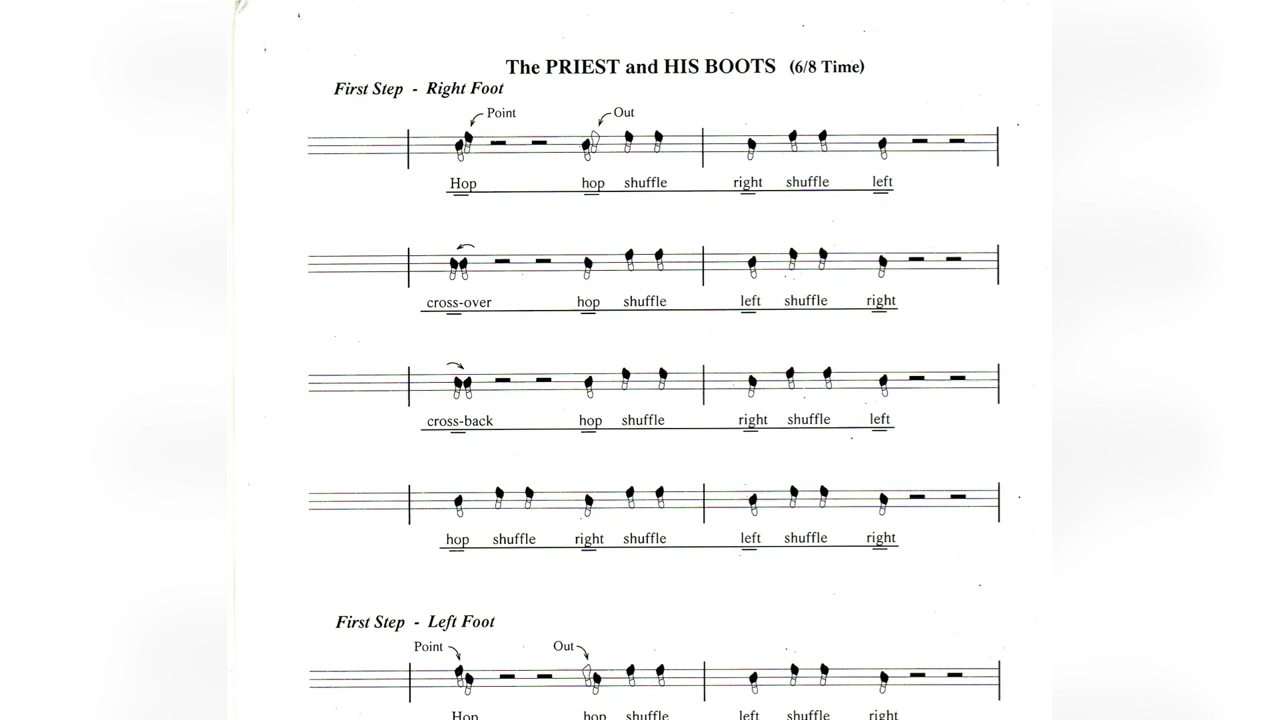 The PRIEST and HIS BOOTS (6/8 Time)
First Step - Right Foot
Point Out
Hop hop shuffle right shuffle left
cross-over hop shuffle left shuffle right
cross-back hop shuffle right shuffle left
hop shuffle right shuffle left shuffle right
First Step - Left Foot
Point Out
Hop hop shuffle left shuffle right